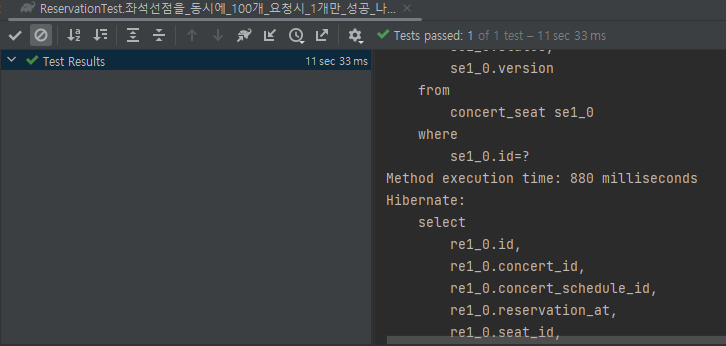 ReservationTest.좌석선점을_동시에_100개_요청시_1개만_성공_나...
Tests passed: 1 of 1 test – 11 sec 33 ms
Test Results 11 sec 33 ms
se1_0.version
from
concert_seat se1_0
where
se1_0.id=?
Method execution time: 880 milliseconds
Hibernate:
select
re1_0.id,
re1_0.concert_id,
re1_0.concert_schedule_id,
re1_0.reservation_at,
re1_0.seat_id,